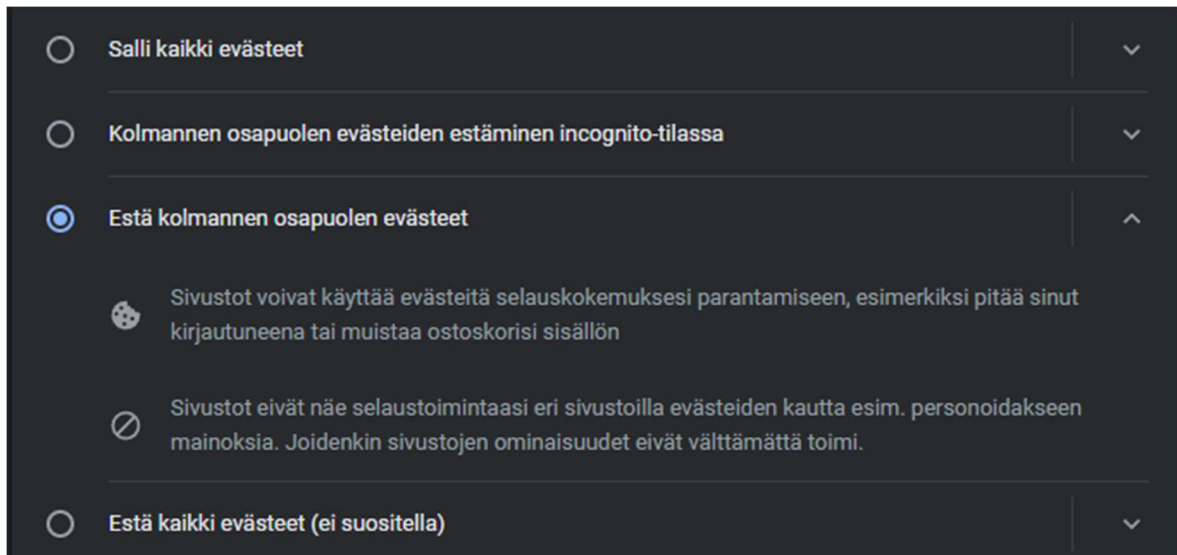 Salli kaikki evästeet
Kolmannen osapuolen evästeiden estäminen incognito-tilassa
Estä kolmannen osapuolen evästeet
Sivustot voivat käyttää evästeitä selauskokemuksesi parantamiseen, esimerkiksi pitää sinut
kirjautuneena tai muistaa ostoskorisi sisällön
Sivustot eivät näe selaustoimintaasi eri sivustoilla evästeiden kautta esim. personoidakseen
mainoksia. Joidenkin sivustojen ominaisuudet eivät välttämättä toimi.
Estä kaikki evästeet (ei suositella)